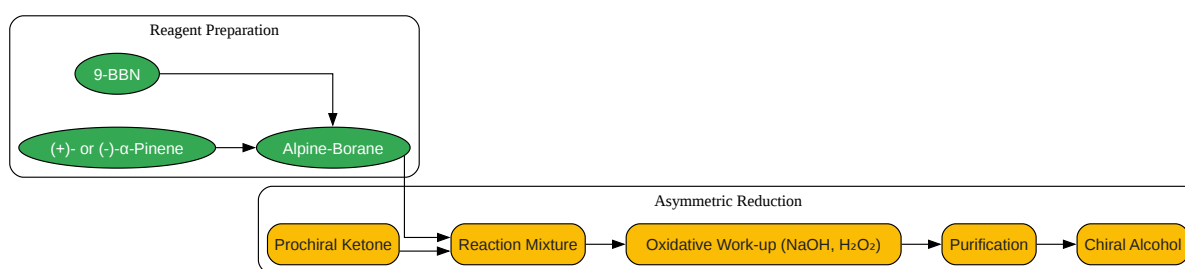 Reagent Preparation
9-BBN
(+)- or (-)-α-Pinene
Alpine-Borane
Asymmetric Reduction
Prochiral Ketone
Reaction Mixture
Oxidative Work-up (NaOH, H₂O₂)
Purification
Chiral Alcohol